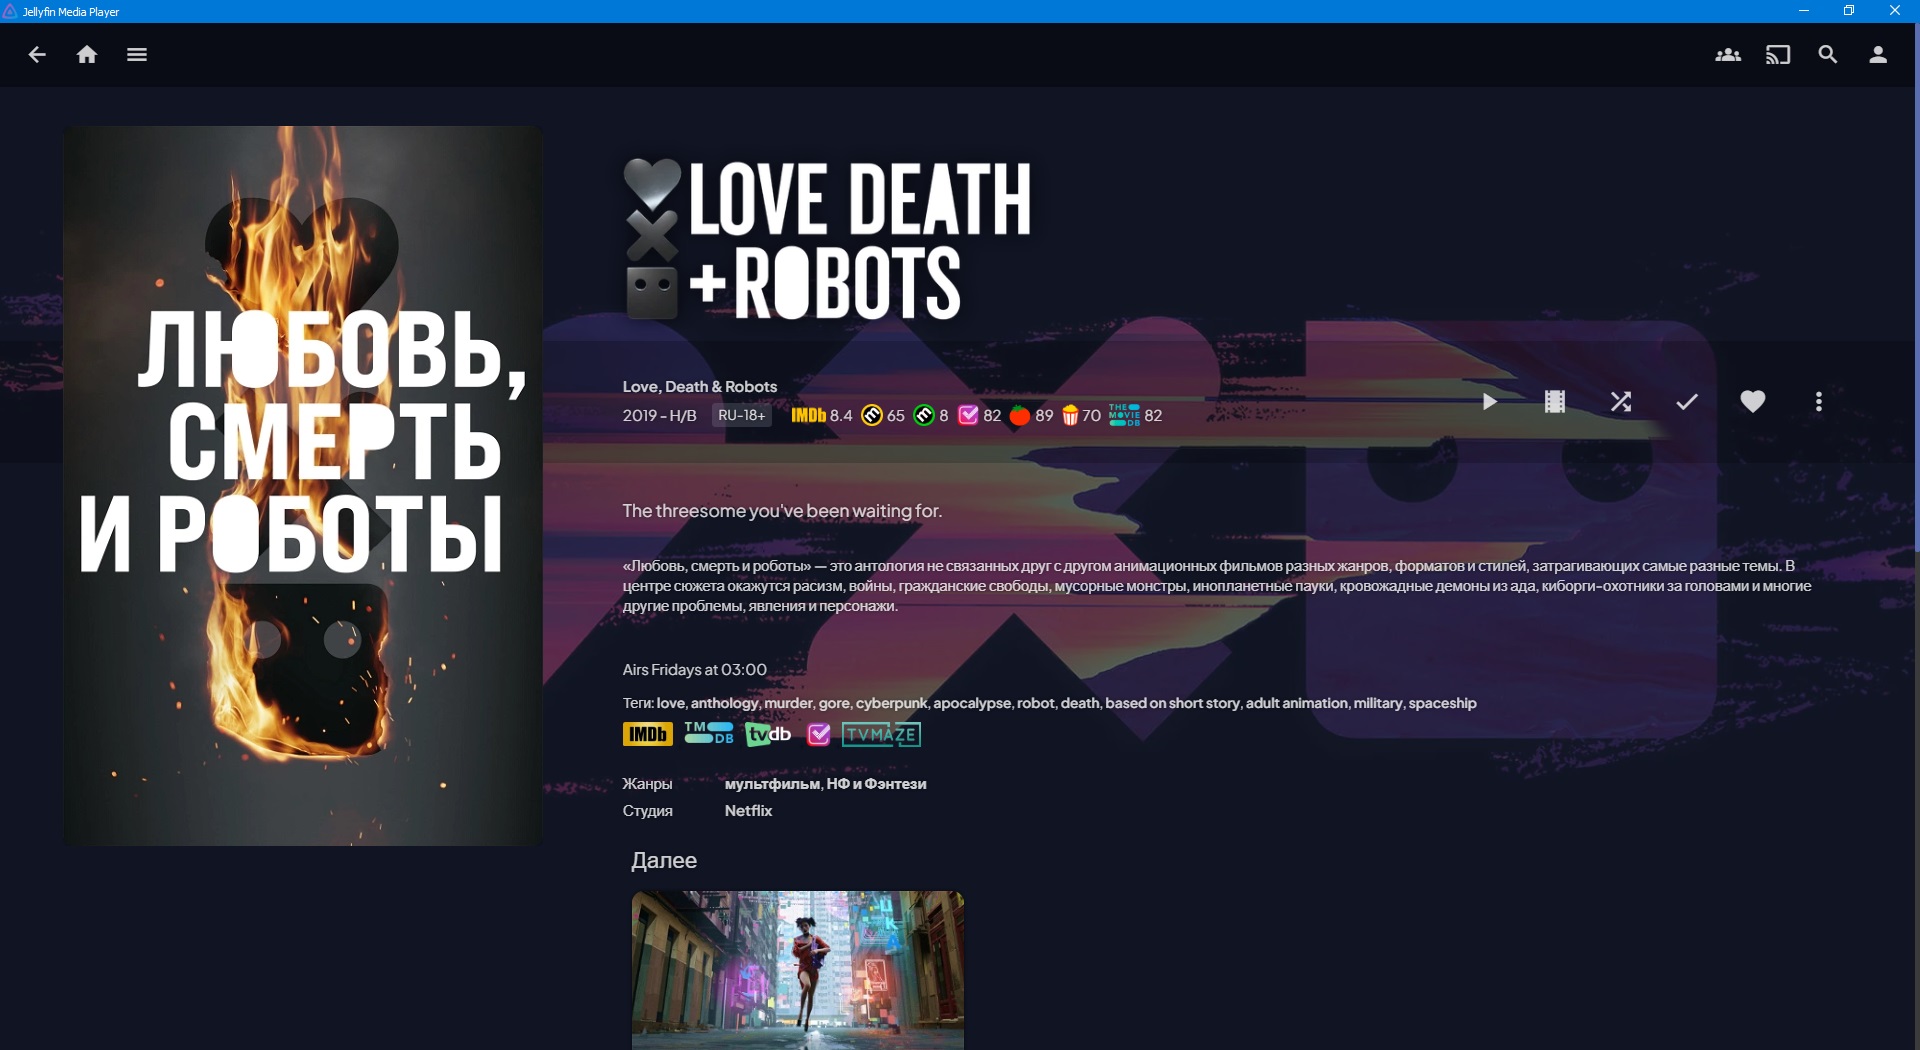 Jellyfin Media Player
LOVE DEATH
+ROBOTS
ЛЮБОВЬ,
СМЕРТЬ
И РОБОТЫ
Love, Death & Robots
2019 - Н/В RU-18+ IMDb 8.4 65 8 82 89 70 THE MOVIE DB 82
The threesome you've been waiting for.
«Любовь, смерть и роботы» — это антология не связанных друг с другом анимационных фильмов разных жанров, форматов и стилей, затрагивающих самые разные темы. В
центре сюжета окажутся расизм, войны, гражданские свободы, мусорные монстры, инопланетные пауки, кровожадные демоны из ада, киборги-охотники за головами и многие
другие проблемы, явления и персонажи.
Airs Fridays at 03:00
Теги: love, anthology, murder, gore, cyberpunk, apocalypse, robot, death, based on short story, adult animation, military, spaceship
IMDb TMDB tvdb TVMAZE
Жанры мультфильм, НФ и Фэнтези
Студия Netflix
Далее